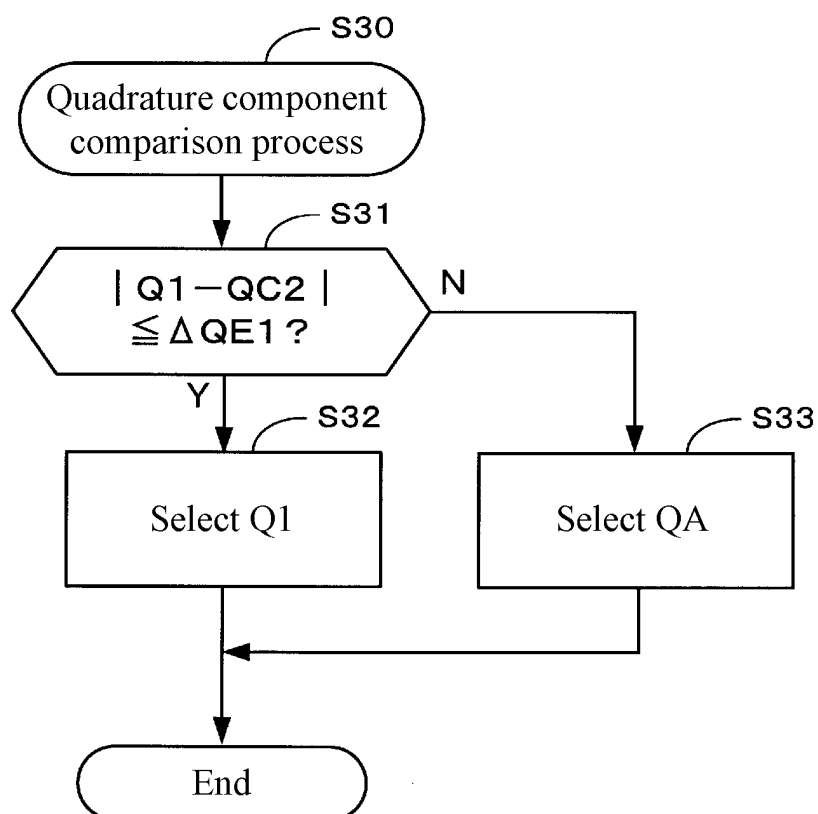 S30
Quadrature component
comparison process
S31
| Q1−QC2 |
≦ΔQE1?
N
Y
S32
S33
Select Q1
Select QA
End